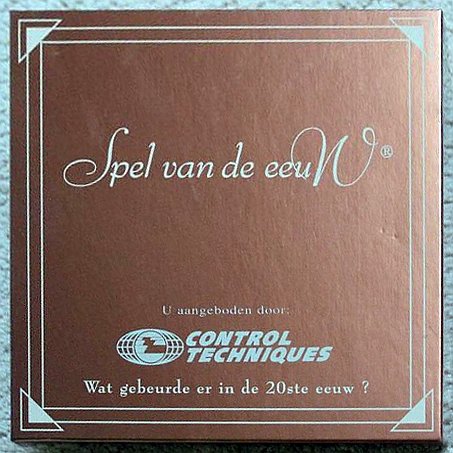 Spel van de eeuW®
U aangeboden door:
CONTROL
TECHNIQUES
Wat gebeurde er in de 20ste eeuw ?